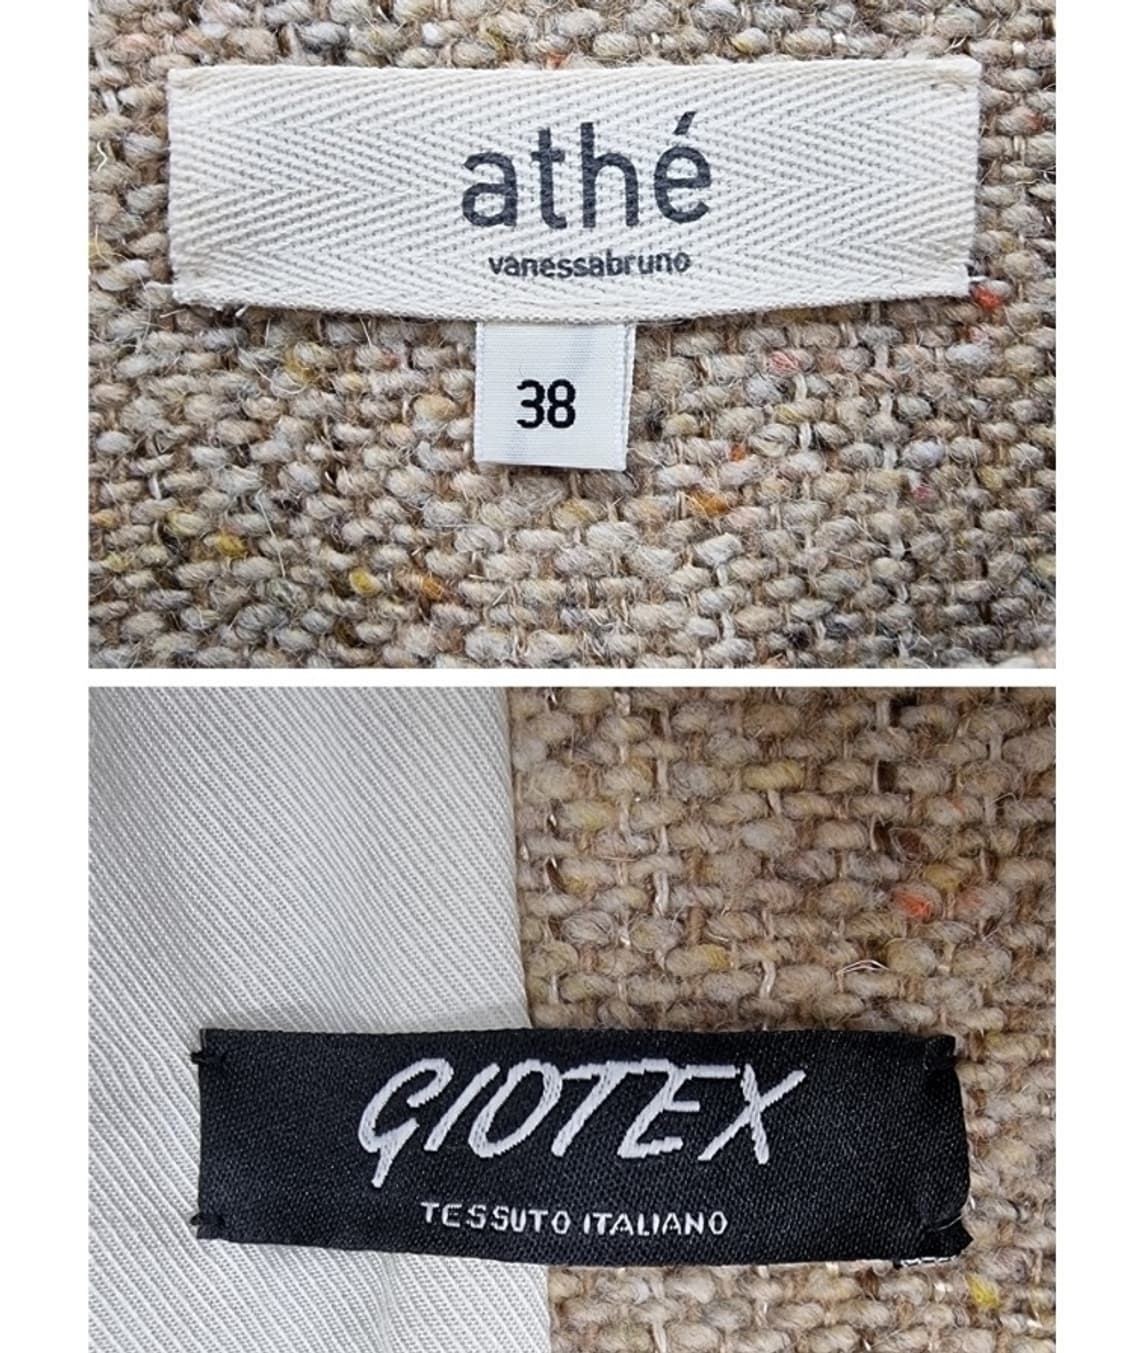 athé
vanessabruno
38
GIOTEX
TESSUTO ITALIANO